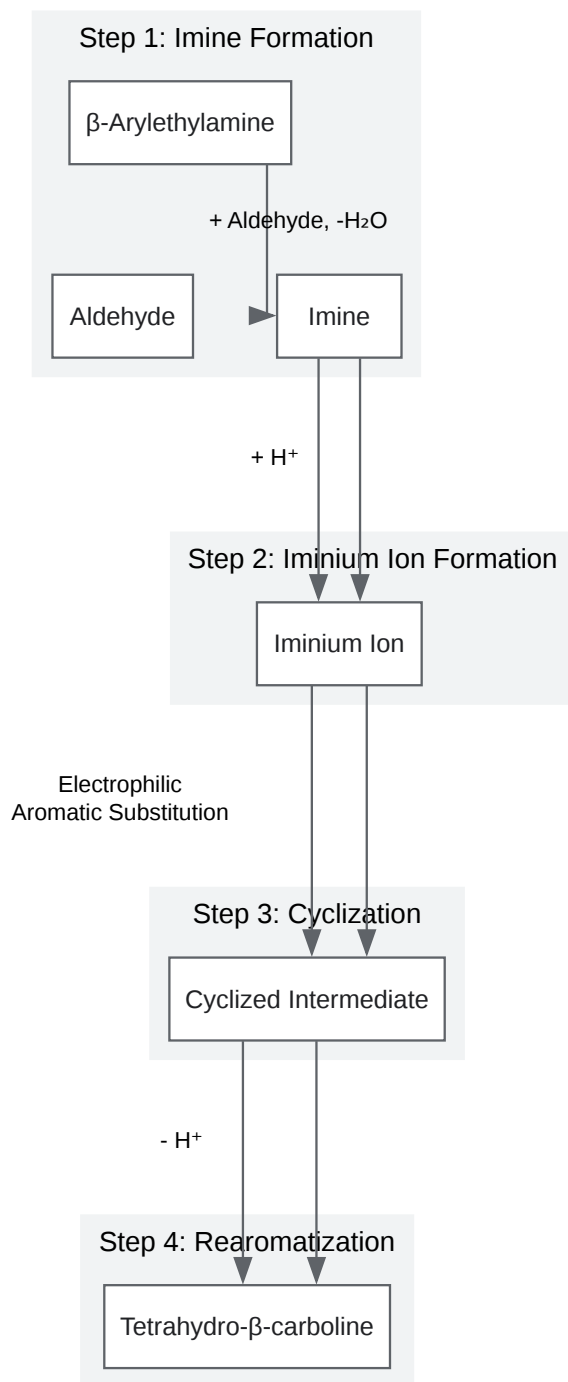 Step 1: Imine Formation
β-Arylethylamine
+ Aldehyde, -H₂O
Aldehyde
Imine
+ H⁺
Step 2: Iminium Ion Formation
Iminium Ion
Electrophilic
Aromatic Substitution
Step 3: Cyclization
Cyclized Intermediate
- H⁺
Step 4: Rearomatization
Tetrahydro-β-carboline